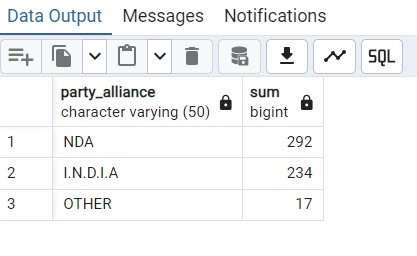 Data Output Messages Notifications
SQL
party_alliance sum
character varying (50) bigint
1 NDA 292
2 I.N.D.I.A 234
3 OTHER 17